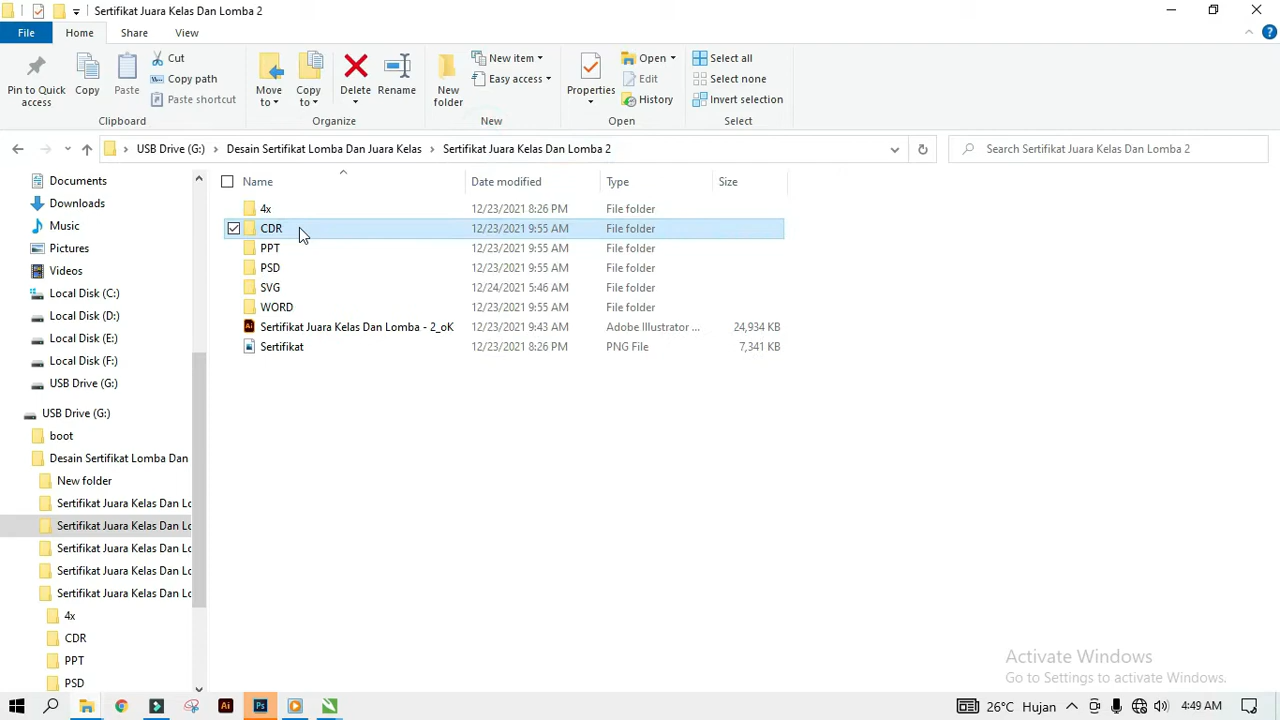 Sertifikat Juara Kelas Dan Lomba 2
File Home Share View
Pin to Quick access
Copy
Paste
Cut
Copy path
Paste shortcut
Clipboard
Move to
Copy to
Delete
Rename
Organize
New folder
New item
Easy access
New
Properties
Open
Edit
History
Open
Select all
Select none
Invert selection
Select
USB Drive (G:) Desain Sertifikat Lomba Dan Juara Kelas Sertifikat Juara Kelas Dan Lomba 2
Search Sertifikat Juara Kelas Dan Lomba 2
Documents
Downloads
Music
Pictures
Videos
Local Disk (C:)
Local Disk (D:)
Local Disk (E:)
Local Disk (F:)
USB Drive (G:)
USB Drive (G:)
boot
Desain Sertifikat Lomba Dan
New folder
Sertifikat Juara Kelas Dan Lo
Sertifikat Juara Kelas Dan Lo
Sertifikat Juara Kelas Dan Lo
Sertifikat Juara Kelas Dan Lo
Sertifikat Juara Kelas Dan Lo
4x
CDR
PPT
PSD
Name Date modified Type Size
4x 12/23/2021 8:26 PM File folder
CDR 12/23/2021 9:55 AM File folder
PPT 12/23/2021 9:55 AM File folder
PSD 12/23/2021 9:55 AM File folder
SVG 12/24/2021 5:46 AM File folder
WORD 12/23/2021 9:55 AM File folder
Sertifikat Juara Kelas Dan Lomba - 2_oK 12/23/2021 9:43 AM Adobe Illustrator ... 24,934 KB
Sertifikat 12/23/2021 8:26 PM PNG File 7,341 KB
Activate Windows
Go to Settings to activate Windows.
Ai Ps
26°C Hujan
4:49 AM